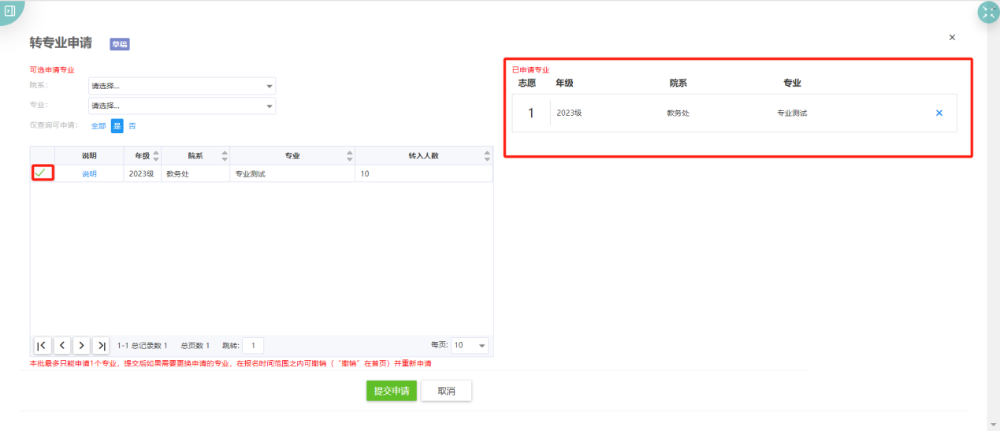 转专业申请 草稿
可选申请专业
院系: 请选择...
专业: 请选择...
仅查询可申请: 全部 是 否
说明 年级 院系 专业 转入人数
说明 2023级 教务处 专业测试 10
1-1 总记录数 1 总页数 1 跳转: 1 每页: 10
本批最多只能申请1个专业，提交后如果需要更换申请的专业，在报名时间范围之内可撤销（“撤销”在首页）并重新申请
已申请专业
志愿 年级 院系 专业
1 2023级 教务处 专业测试
提交申请 取消